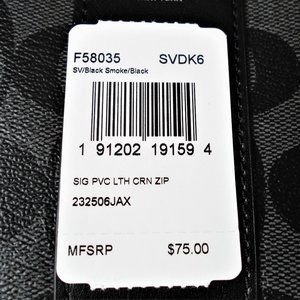 F58035 SVDK6
SV/Black Smoke/Black
1 91202 19159 4
SIG PVC LTH CRN ZIP
232506JAX
MFSRP $75.00